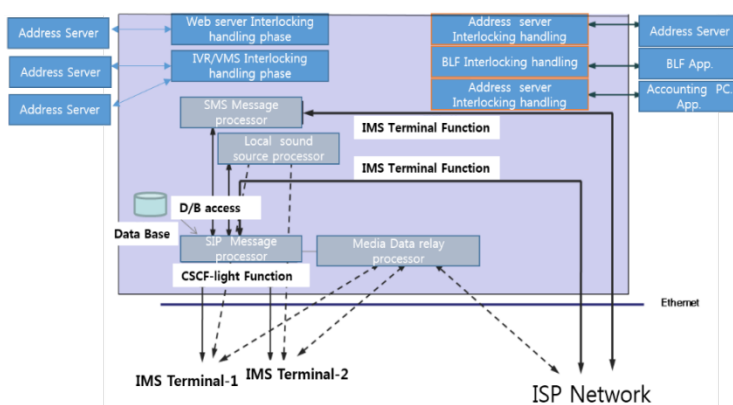 Address Server
Web server Interlocking
handling phase
Address server
Interlocking handling
Address Server
Address Server
IVR/VMS Interlocking
handling phase
BLF Interlocking handling
BLF App.
Address Server
Address server
Interlocking handling
Accounting PC.
App.
SMS Message
processor
IMS Terminal Function
Local sound
source processor
IMS Terminal Function
D/B access
Data Base
SIP Message
processor
Media Data relay
processor
CSCF-light Function
Ethernet
IMS Terminal-1
IMS Terminal-2
ISP Network